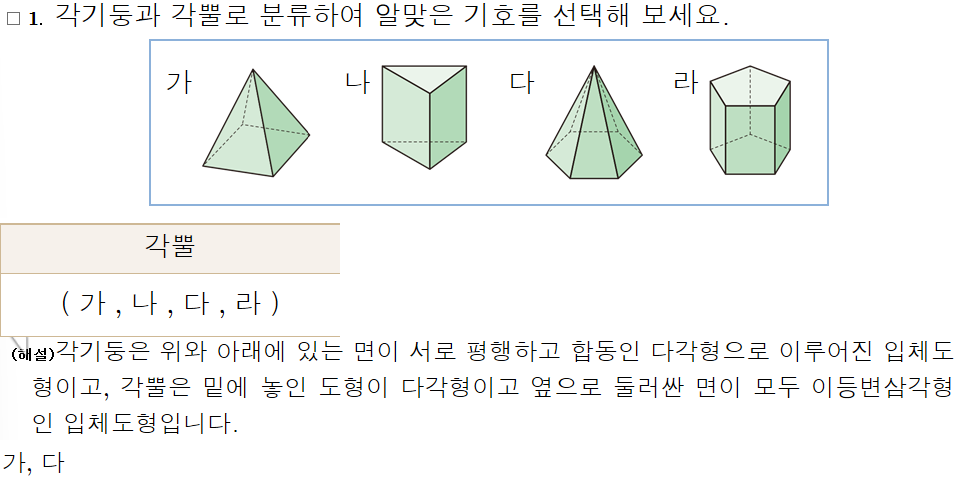 □ 1. 각기둥과 각뿔로 분류하여 알맞은 기호를 선택해 보세요.
가 나 다 라
각뿔
( 가 , 나 , 다 , 라 )
(해설)각기둥은 위와 아래에 있는 면이 서로 평행하고 합동인 다각형으로 이루어진 입체도
형이고, 각뿔은 밑에 놓인 도형이 다각형이고 옆으로 둘러싼 면이 모두 이등변삼각형
인 입체도형입니다.
가, 다